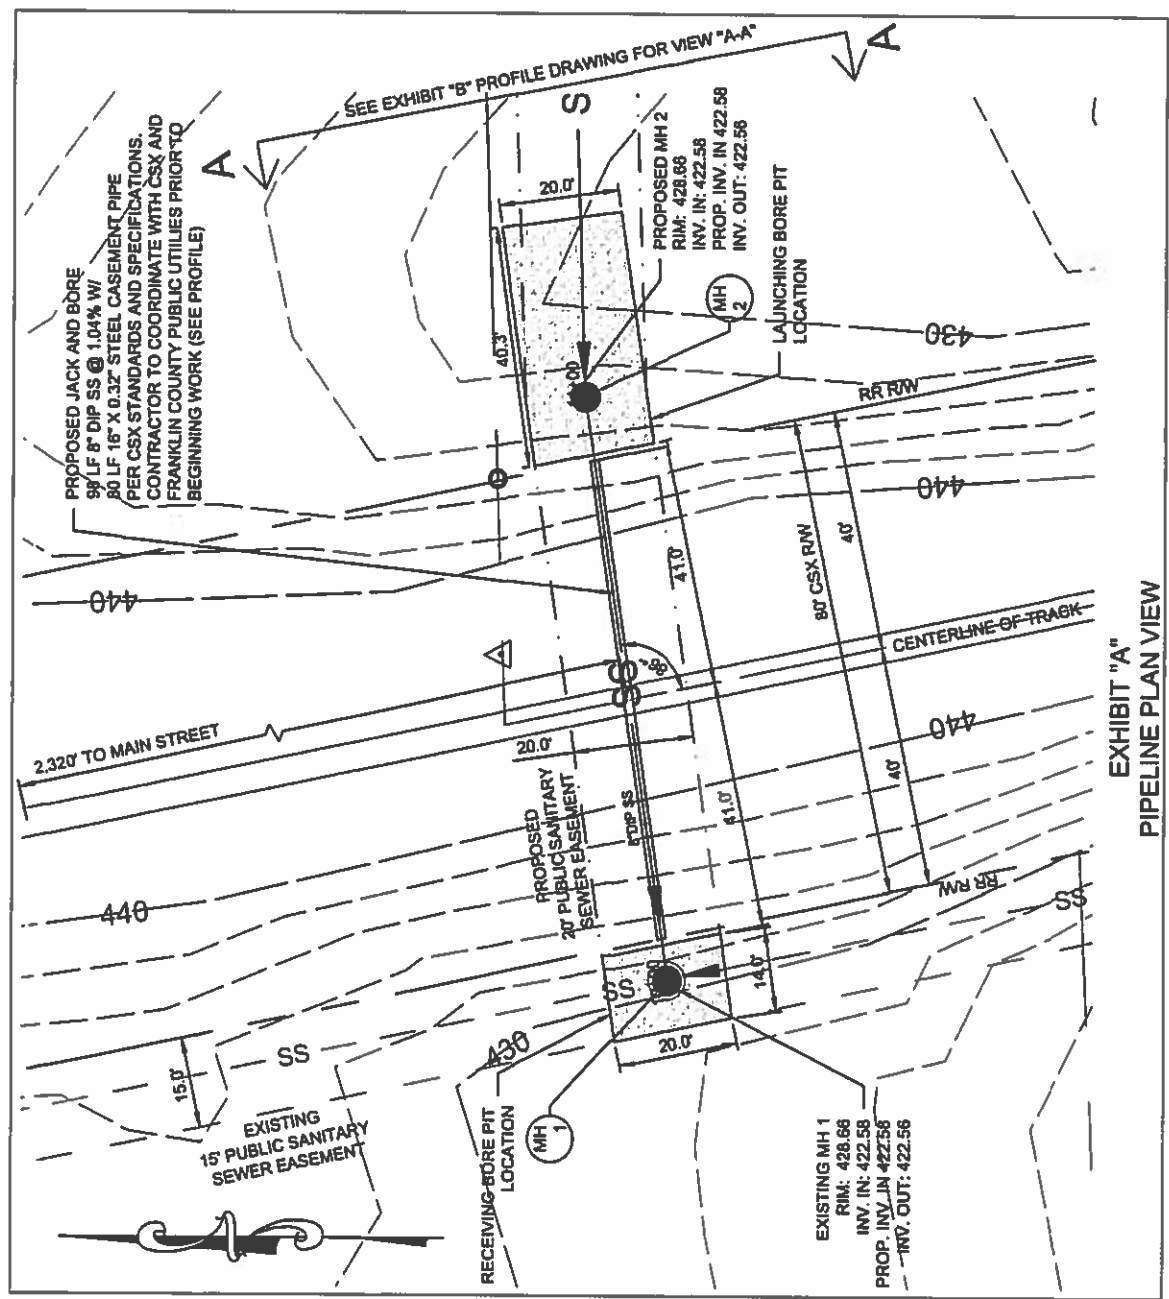 PROPOSED JACK AND BORE
98 LF 8" DIP SS @ 1.04% W/
80 LF 16" X 0.32" STEEL CASEMENT PIPE
PER CSX STANDARDS AND SPECIFICATIONS.
CONTRACTOR TO COORDINATE WITH CSX AND
FRANKLIN COUNTY PUBLIC UTILIES PRIOR TO
BEGINNING WORK (SEE PROFILE)
SEE EXHIBIT "B" PROFILE DRAWING FOR VIEW "A-A"
A
A
S
20.0'
40.3'
PROPOSED MH 2
RIM: 428.68
INV. IN: 422.58
PROP. INV. IN 422.58
INV. OUT: 422.56
MH
2
LAUNCHING BORE PIT
LOCATION
430
RR R/W
440
440
41.0'
80' CSX R/W
40'
CENTERLINE OF TRACK
SS
2,320' TO MAIN STREET
20.0'
PROPOSED
20' PUBLIC SANITARY
SEWER EASEMENT
8" DIP SS
41.0'
40'
440
440
RR R/W
SS
SS
14.0'
20.0'
430
SS
15.0'
EXISTING
15' PUBLIC SANITARY
SEWER EASEMENT
RECEIVING BORE PIT
LOCATION
MH
1
EXISTING MH 1
RIM: 428.68
INV. IN: 422.58
PROP. INV. IN 422.58
INV. OUT: 422.56
EXHIBIT "A"
PIPELINE PLAN VIEW